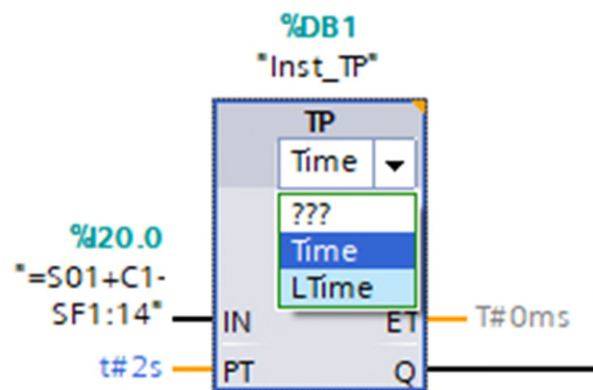 %DB1
"Inst_TP"
TP
Time
???
Time
LTime
%I20.0
"=S01+C1-
SF1:14"
IN
ET
T#0ms
t#2s
PT
Q